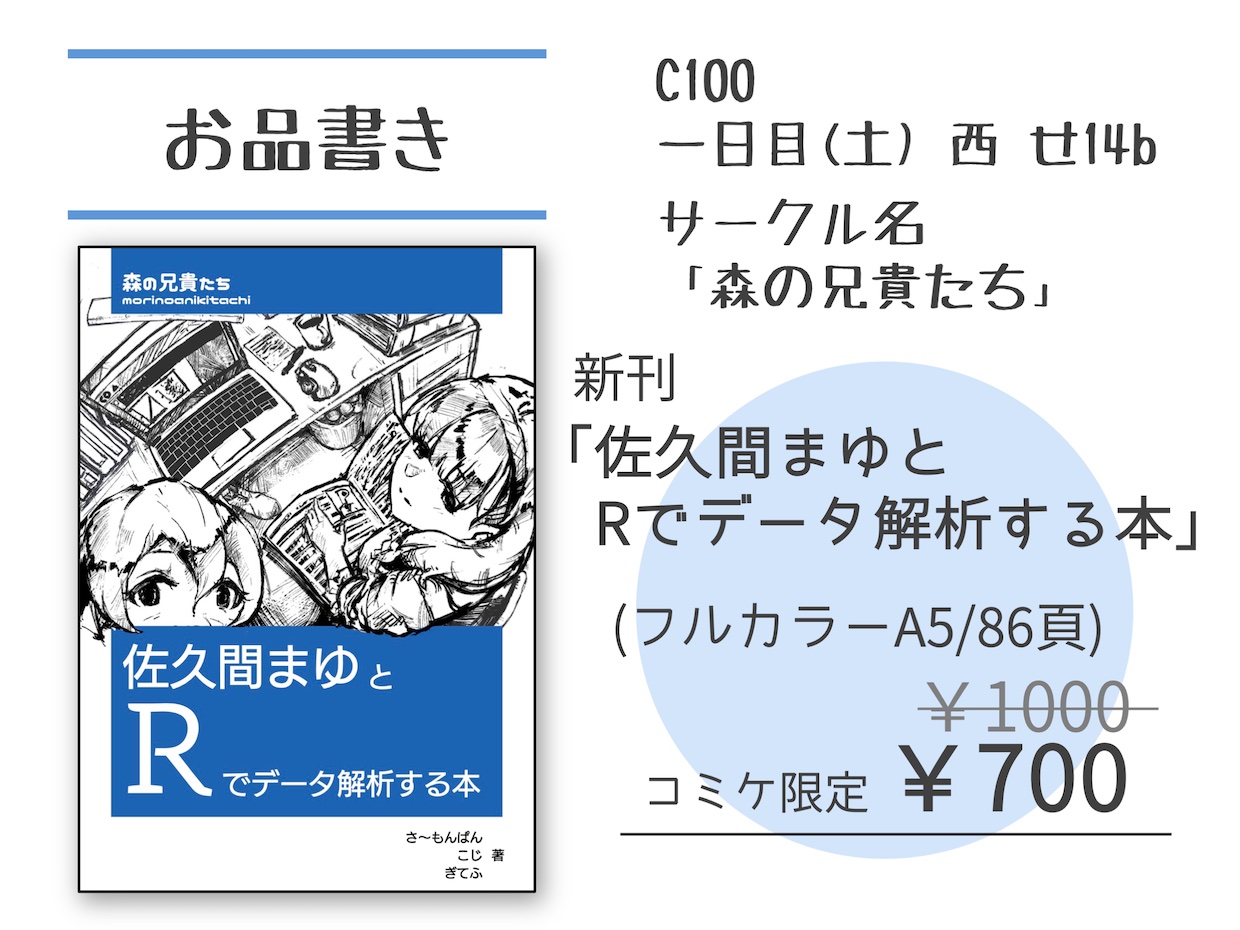 お品書き
C100
一日目(土) 西 せ14b
サークル名
「森の兄貴たち」
森の兄貴たち
morinoanikitachi
佐久間まゆと
R でデータ解析する本
さ〜もんぱん
こじ 著
ぎてふ
新刊
「佐久間まゆと
Rでデータ解析する本」
(フルカラーA5/86頁)
¥1000
コミケ限定 ¥700